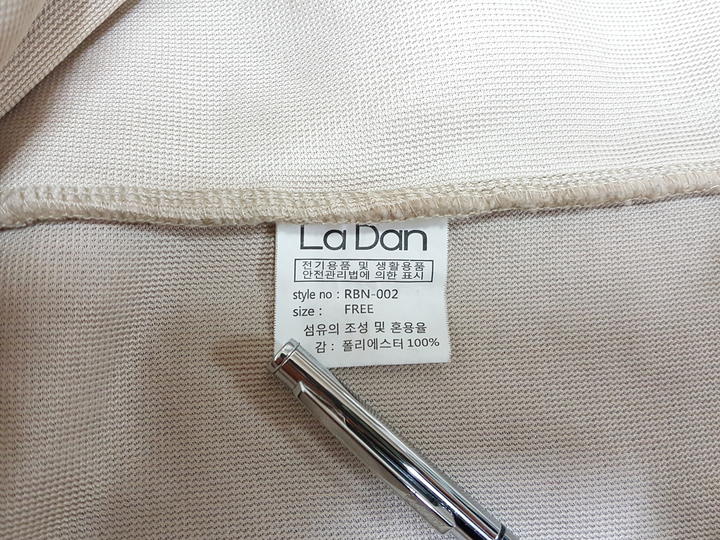 La Dan
전기용품 및 생활용품
안전관리법에 의한 표시
style no : RBN-002
size : FREE
섬유의 조성 및 혼용율
감 : 폴리에스터 100%